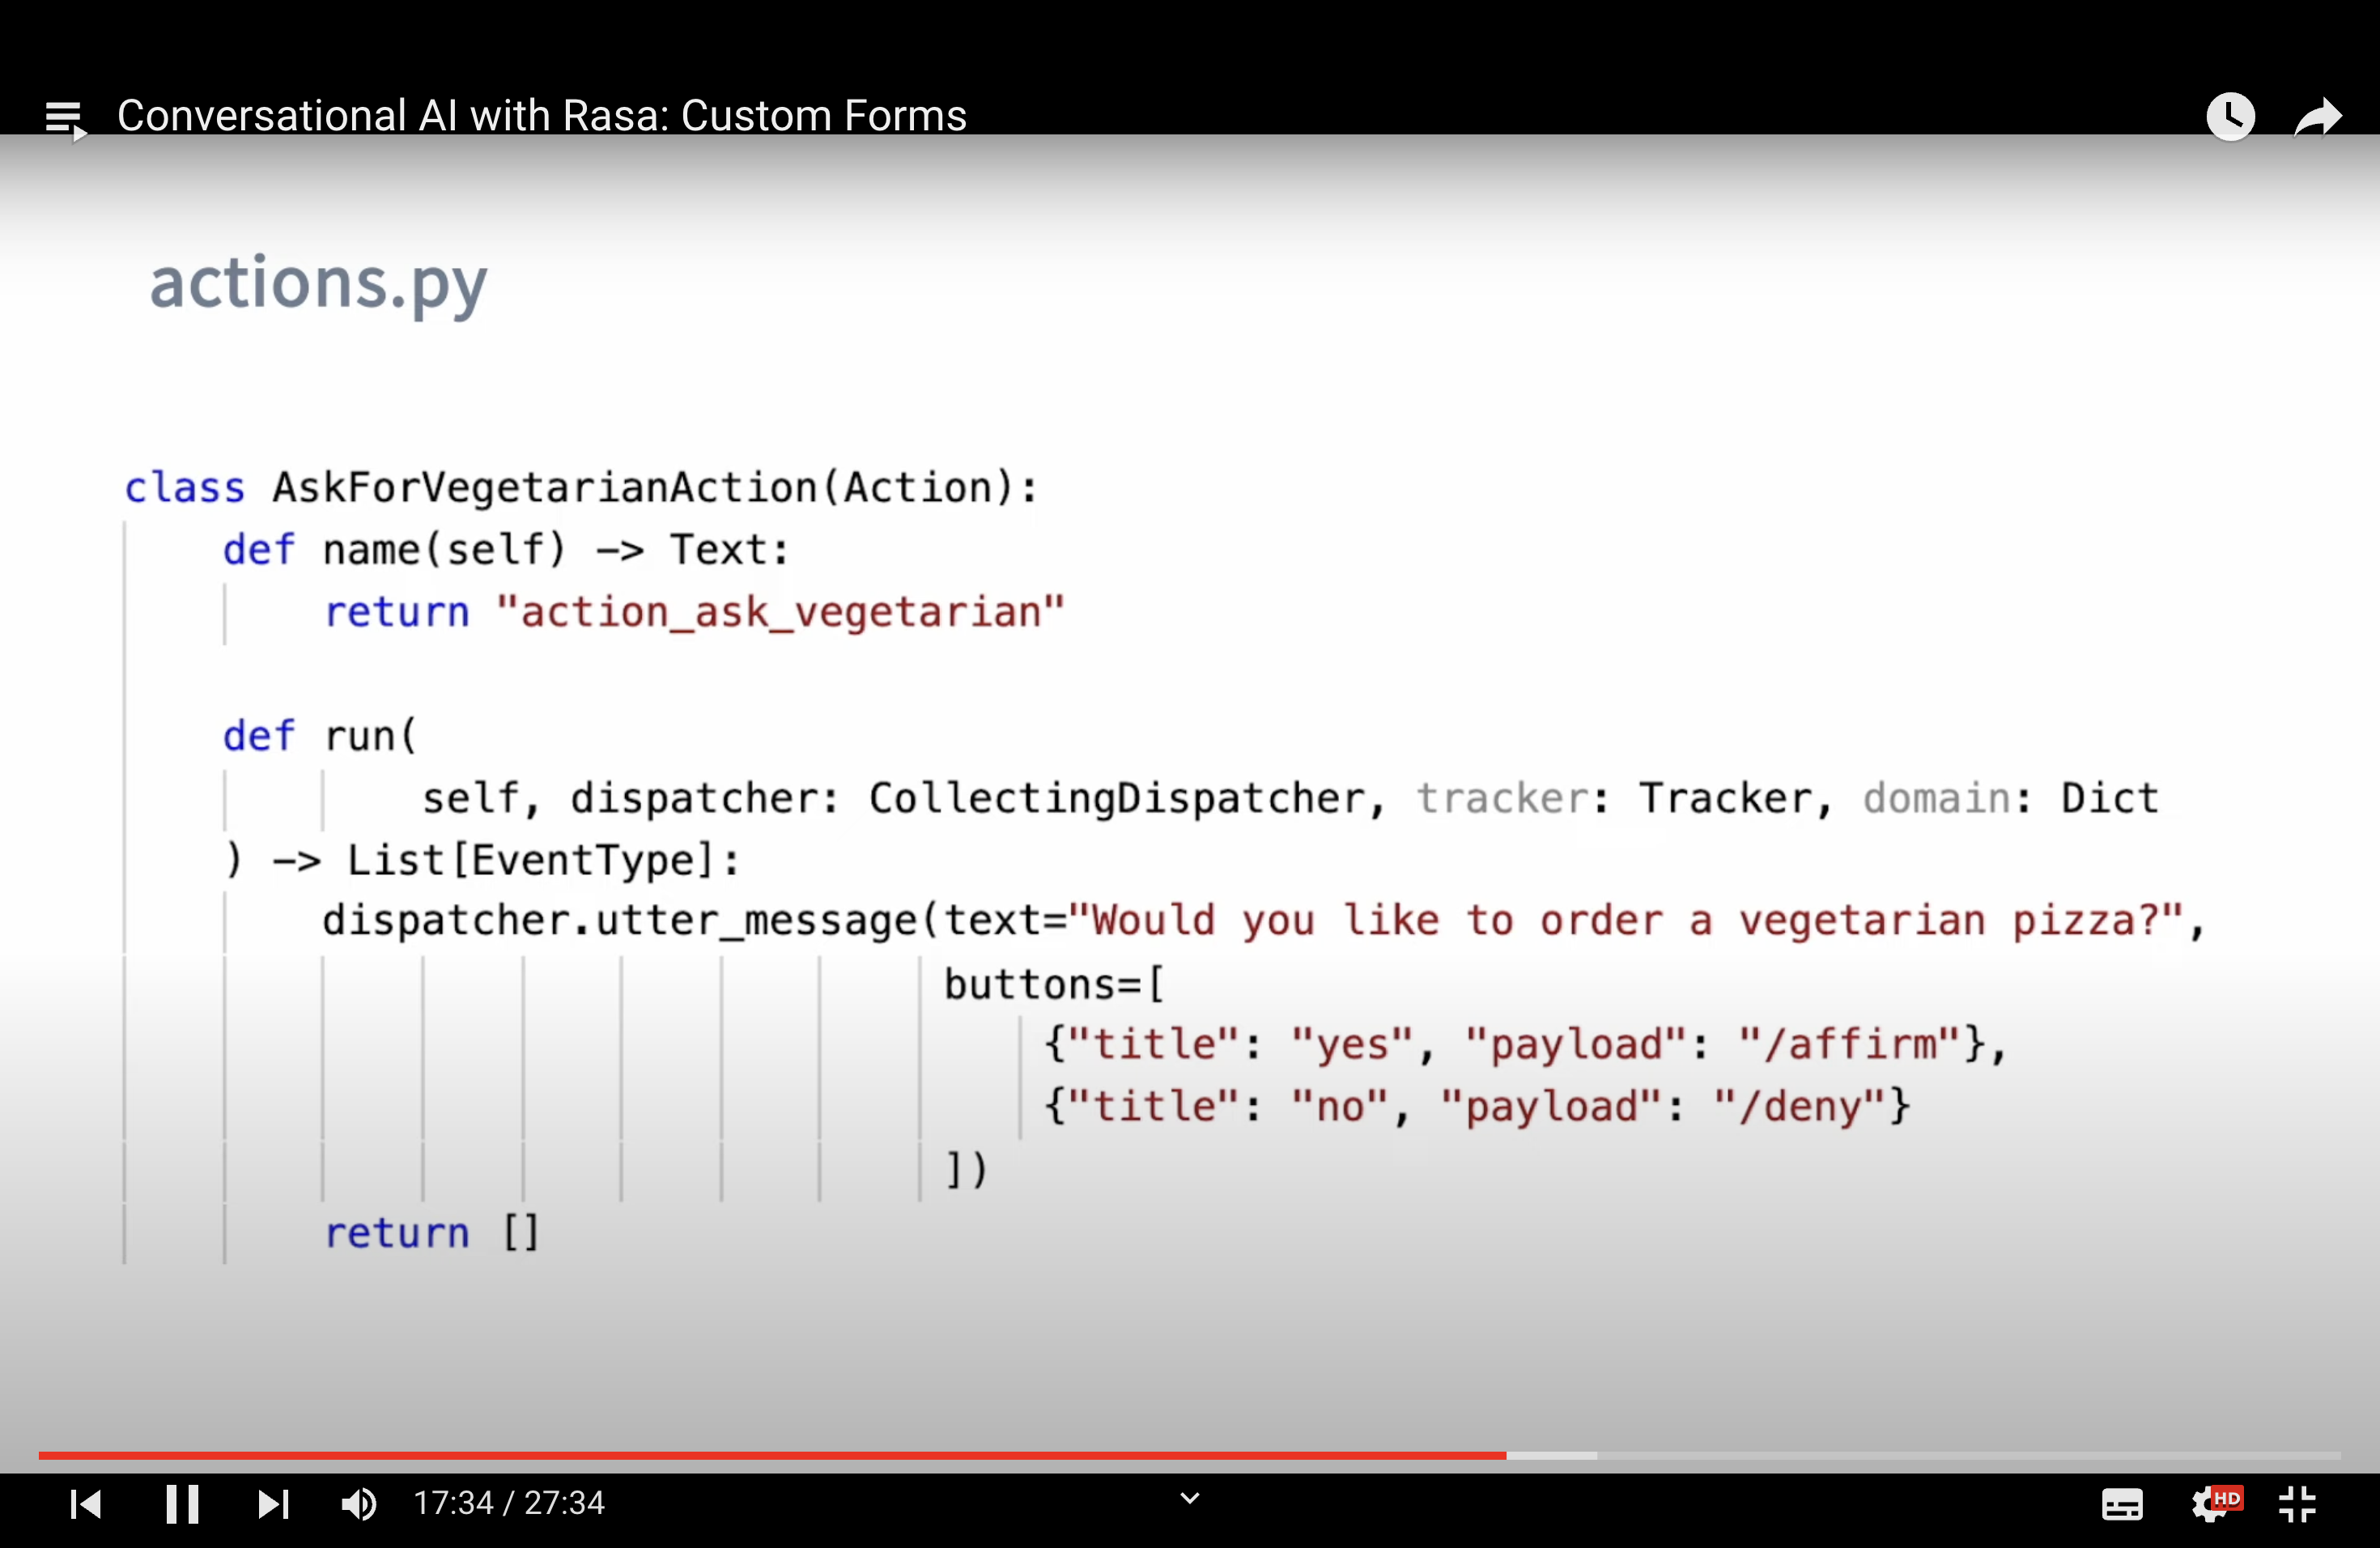 Conversational AI with Rasa: Custom Forms
actions.py
class AskForVegetarianAction(Action):
    def name(self) -> Text:
        return "action_ask_vegetarian"
    def run(
            self, dispatcher: CollectingDispatcher, tracker: Tracker, domain: Dict
    ) -> List[EventType]:
        dispatcher.utter_message(text="Would you like to order a vegetarian pizza?",
                                 buttons=[
                                     {"title": "yes", "payload": "/affirm"},
                                     {"title": "no", "payload": "/deny"}
                                 ])
        return []
17:34 / 27:34
HD